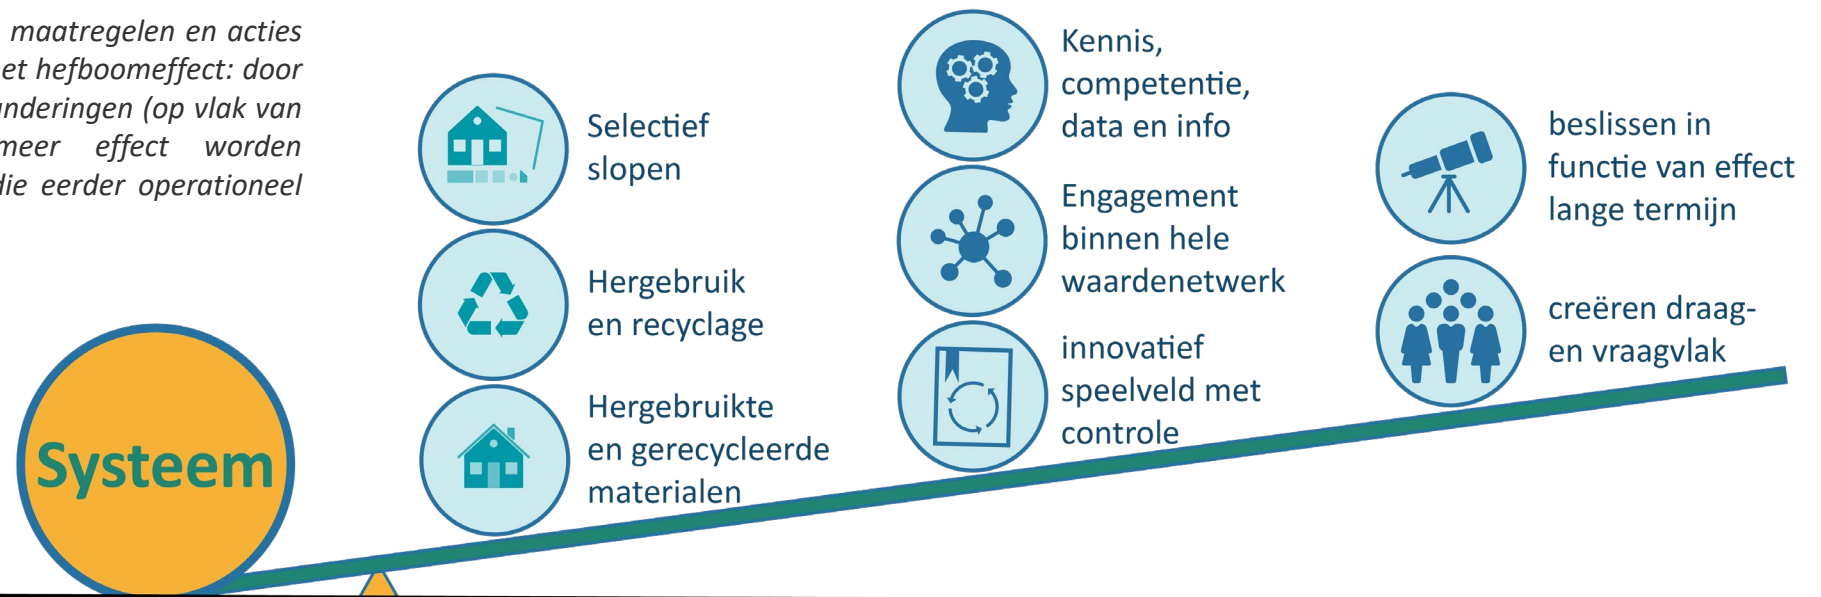 maatregelen en acties
et hefboomeffect: door
anderingen (op vlak van
meer effect worden
die eerder operationeel
Systeem
Selectief
slopen
Hergebruik
en recyclage
Hergebruikte
en gerecycleerde
materialen
Kennis,
competentie,
data en info
Engagement
binnen hele
waardenetwerk
innovatief
speelveld met
controle
beslissen in
functie van effect
lange termijn
creëren draag-
en vraagvlak